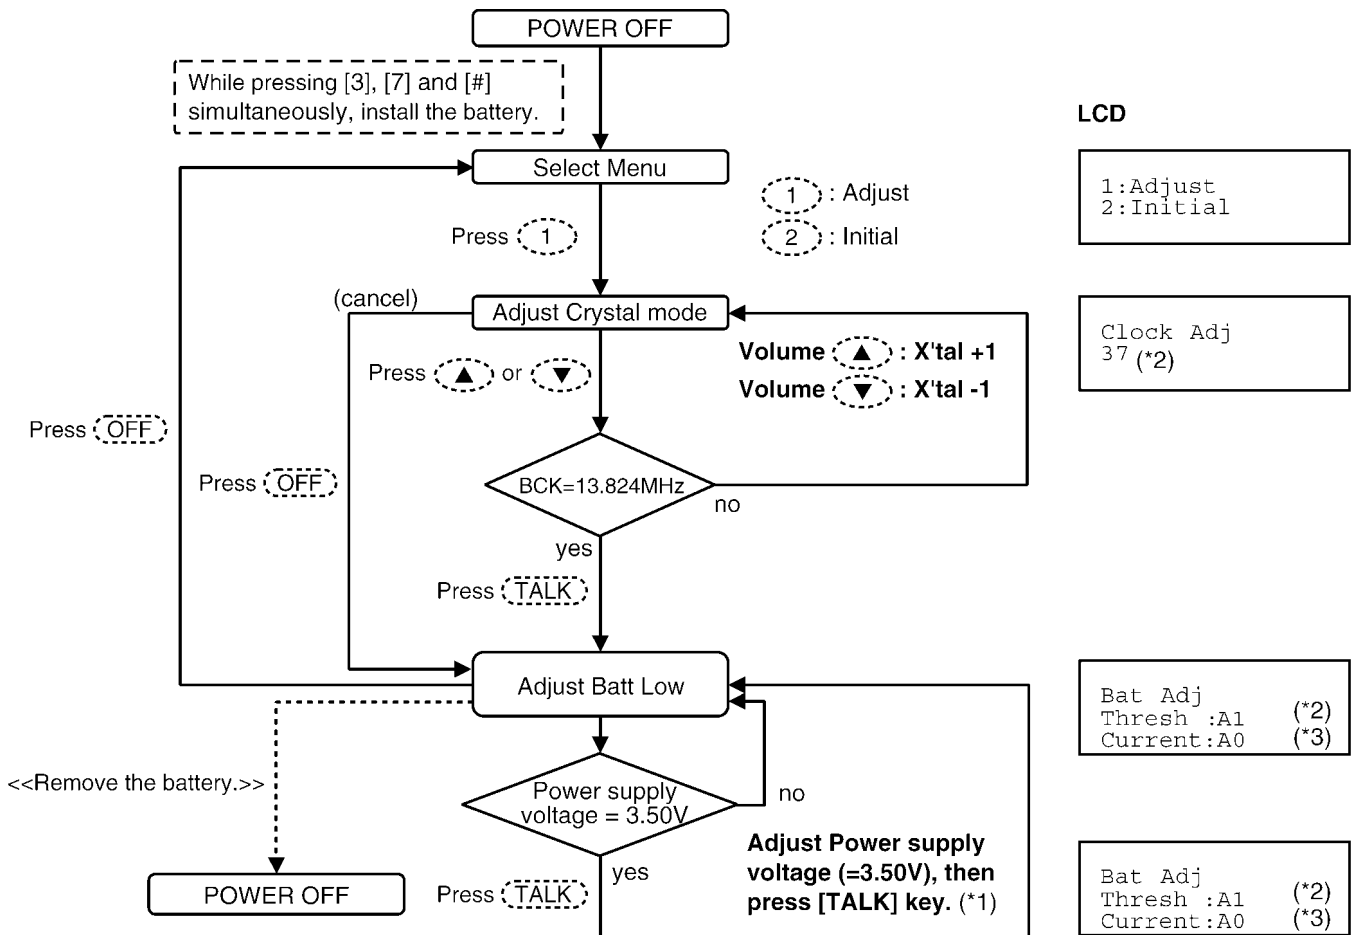 POWER OFF
While pressing [3], [7] and [#]
simultaneously, install the battery.
LCD
Select Menu
1:Adjust
2:Initial
1 : Adjust
Press 1
2 : Initial
(cancel)
Adjust Crystal mode
Clock Adj
37 (*2)
Volume ▲ : X'tal +1
Press ▲ or ▼
Volume ▼ : X'tal -1
Press OFF
Press OFF
BCK=13.824MHz
no
yes
Press TALK
Adjust Batt Low
Bat Adj
Thresh :A1 (*2)
Current:A0 (*3)
<<Remove the battery.>>
Power supply
voltage = 3.50V
no
Adjust Power supply
voltage (=3.50V), then
press [TALK] key. (*1)
yes
POWER OFF
Press TALK
Bat Adj
Thresh :A1 (*2)
Current:A0 (*3)